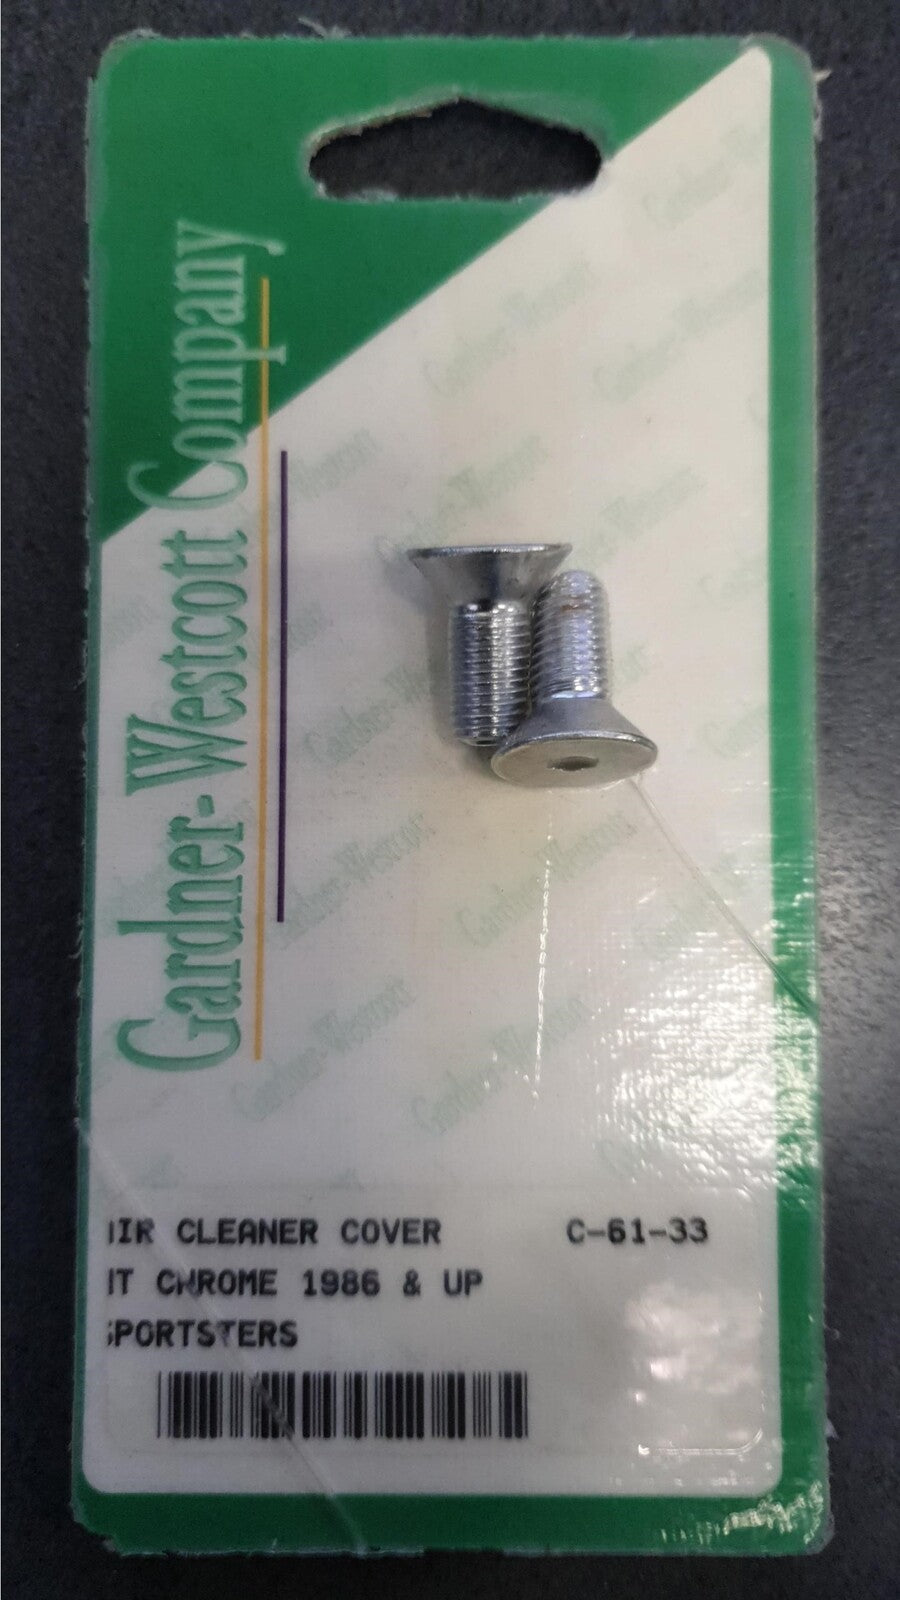 Gardner-Westcott Company
IR CLEANER COVER C-61-33
IT CHROME 1986 & UP
PORTSTERS